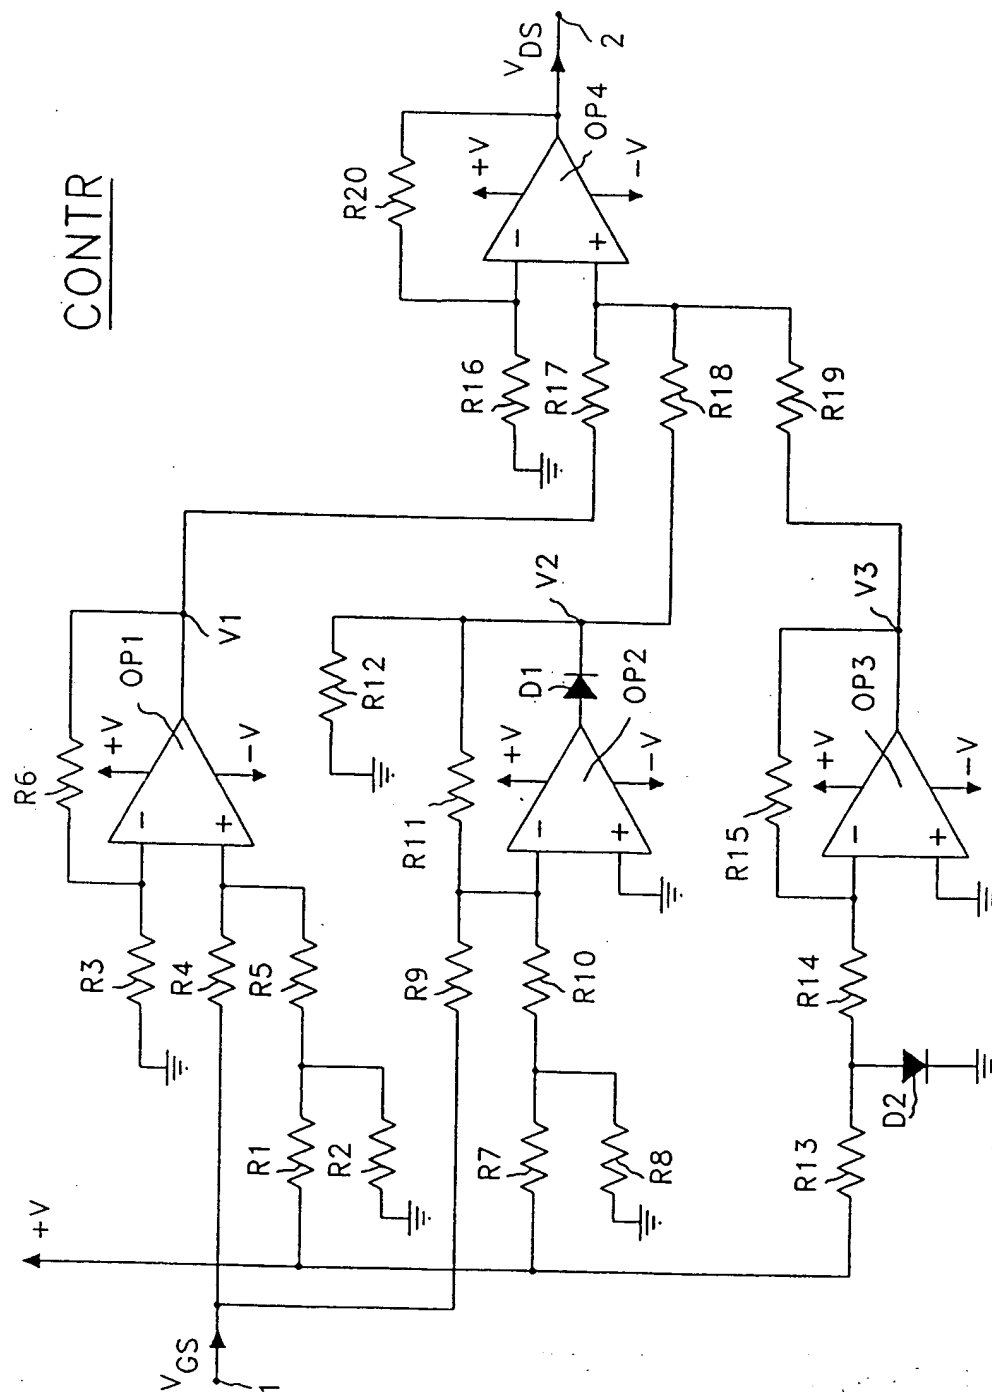 CONTR
V_GS
1
+V
R1
R2
R3
R4
R5
R6
-
+
+V
-V
OP1
V1
R7
R8
R9
R10
R11
R12
-
+
+V
-V
D1
OP2
V2
R13
D2
R14
R15
-
+
+V
-V
OP3
V3
R16
R17
R18
R19
R20
-
+
+V
-V
OP4
V_DS
2